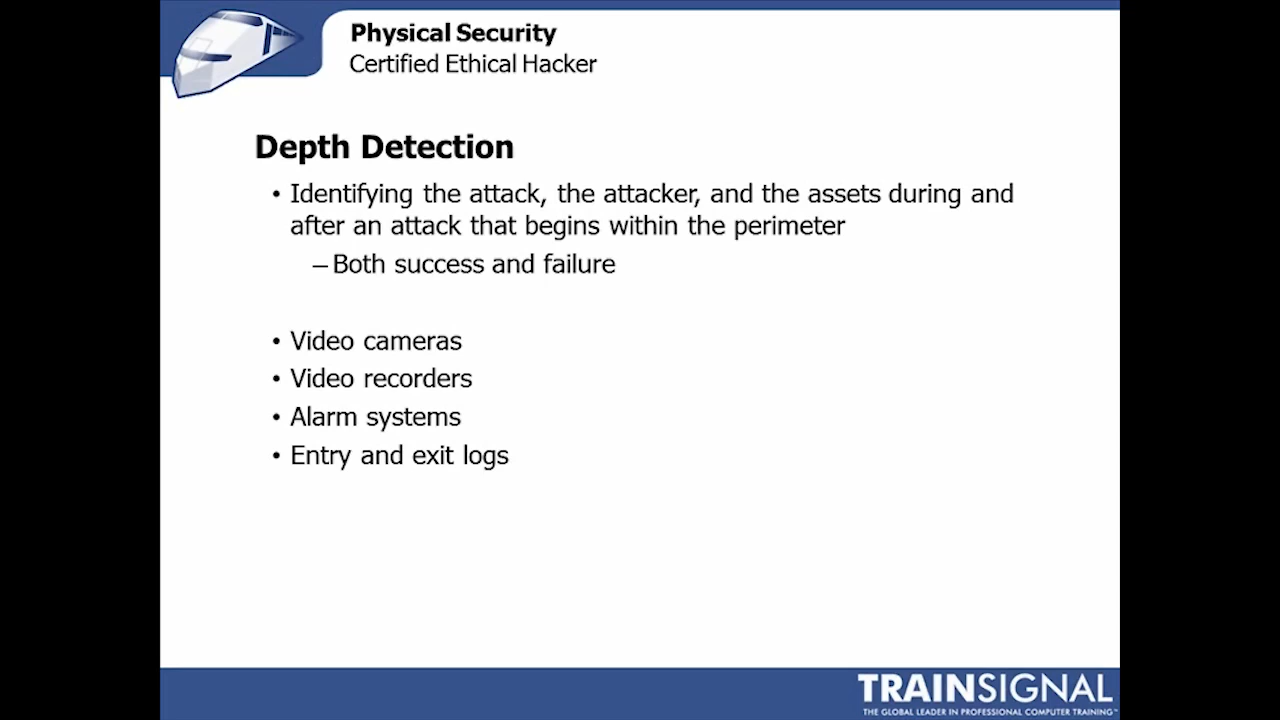 Physical Security
Certified Ethical Hacker
Depth Detection
• Identifying the attack, the attacker, and the assets during and
after an attack that begins within the perimeter
– Both success and failure
• Video cameras
• Video recorders
• Alarm systems
• Entry and exit logs
TRAINSIGNAL
THE GLOBAL LEADER IN PROFESSIONAL COMPUTER TRAINING™